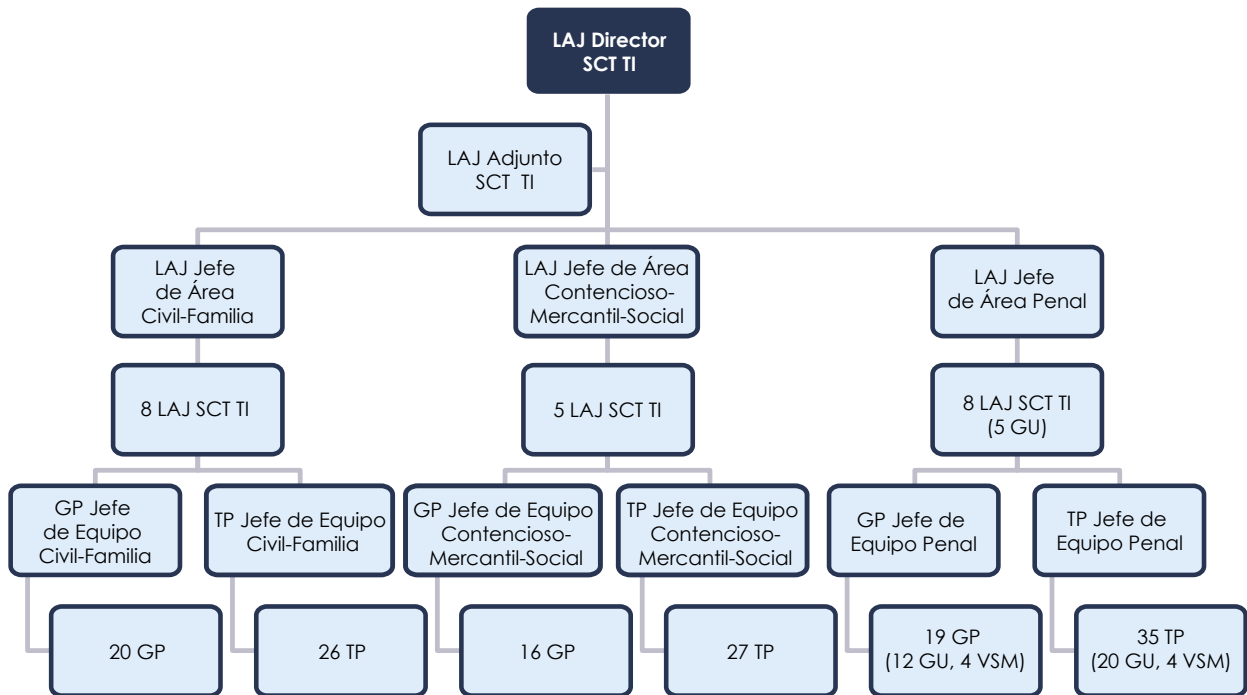 LAJ Director
SCT TI
LAJ Adjunto
SCT TI
LAJ Jefe
de Área
Civil-Familia
LAJ Jefe de Área
Contencioso-
Mercantil-Social
LAJ Jefe
de Área Penal
8 LAJ SCT TI
5 LAJ SCT TI
8 LAJ SCT TI
(5 GU)
GP Jefe
de Equipo
Civil-Familia
TP Jefe de Equipo
Civil-Familia
GP Jefe de Equipo
Contencioso-
Mercantil-Social
TP Jefe de Equipo
Contencioso-
Mercantil-Social
GP Jefe de
Equipo Penal
TP Jefe de
Equipo Penal
20 GP
26 TP
16 GP
27 TP
19 GP
(12 GU, 4 VSM)
35 TP
(20 GU, 4 VSM)